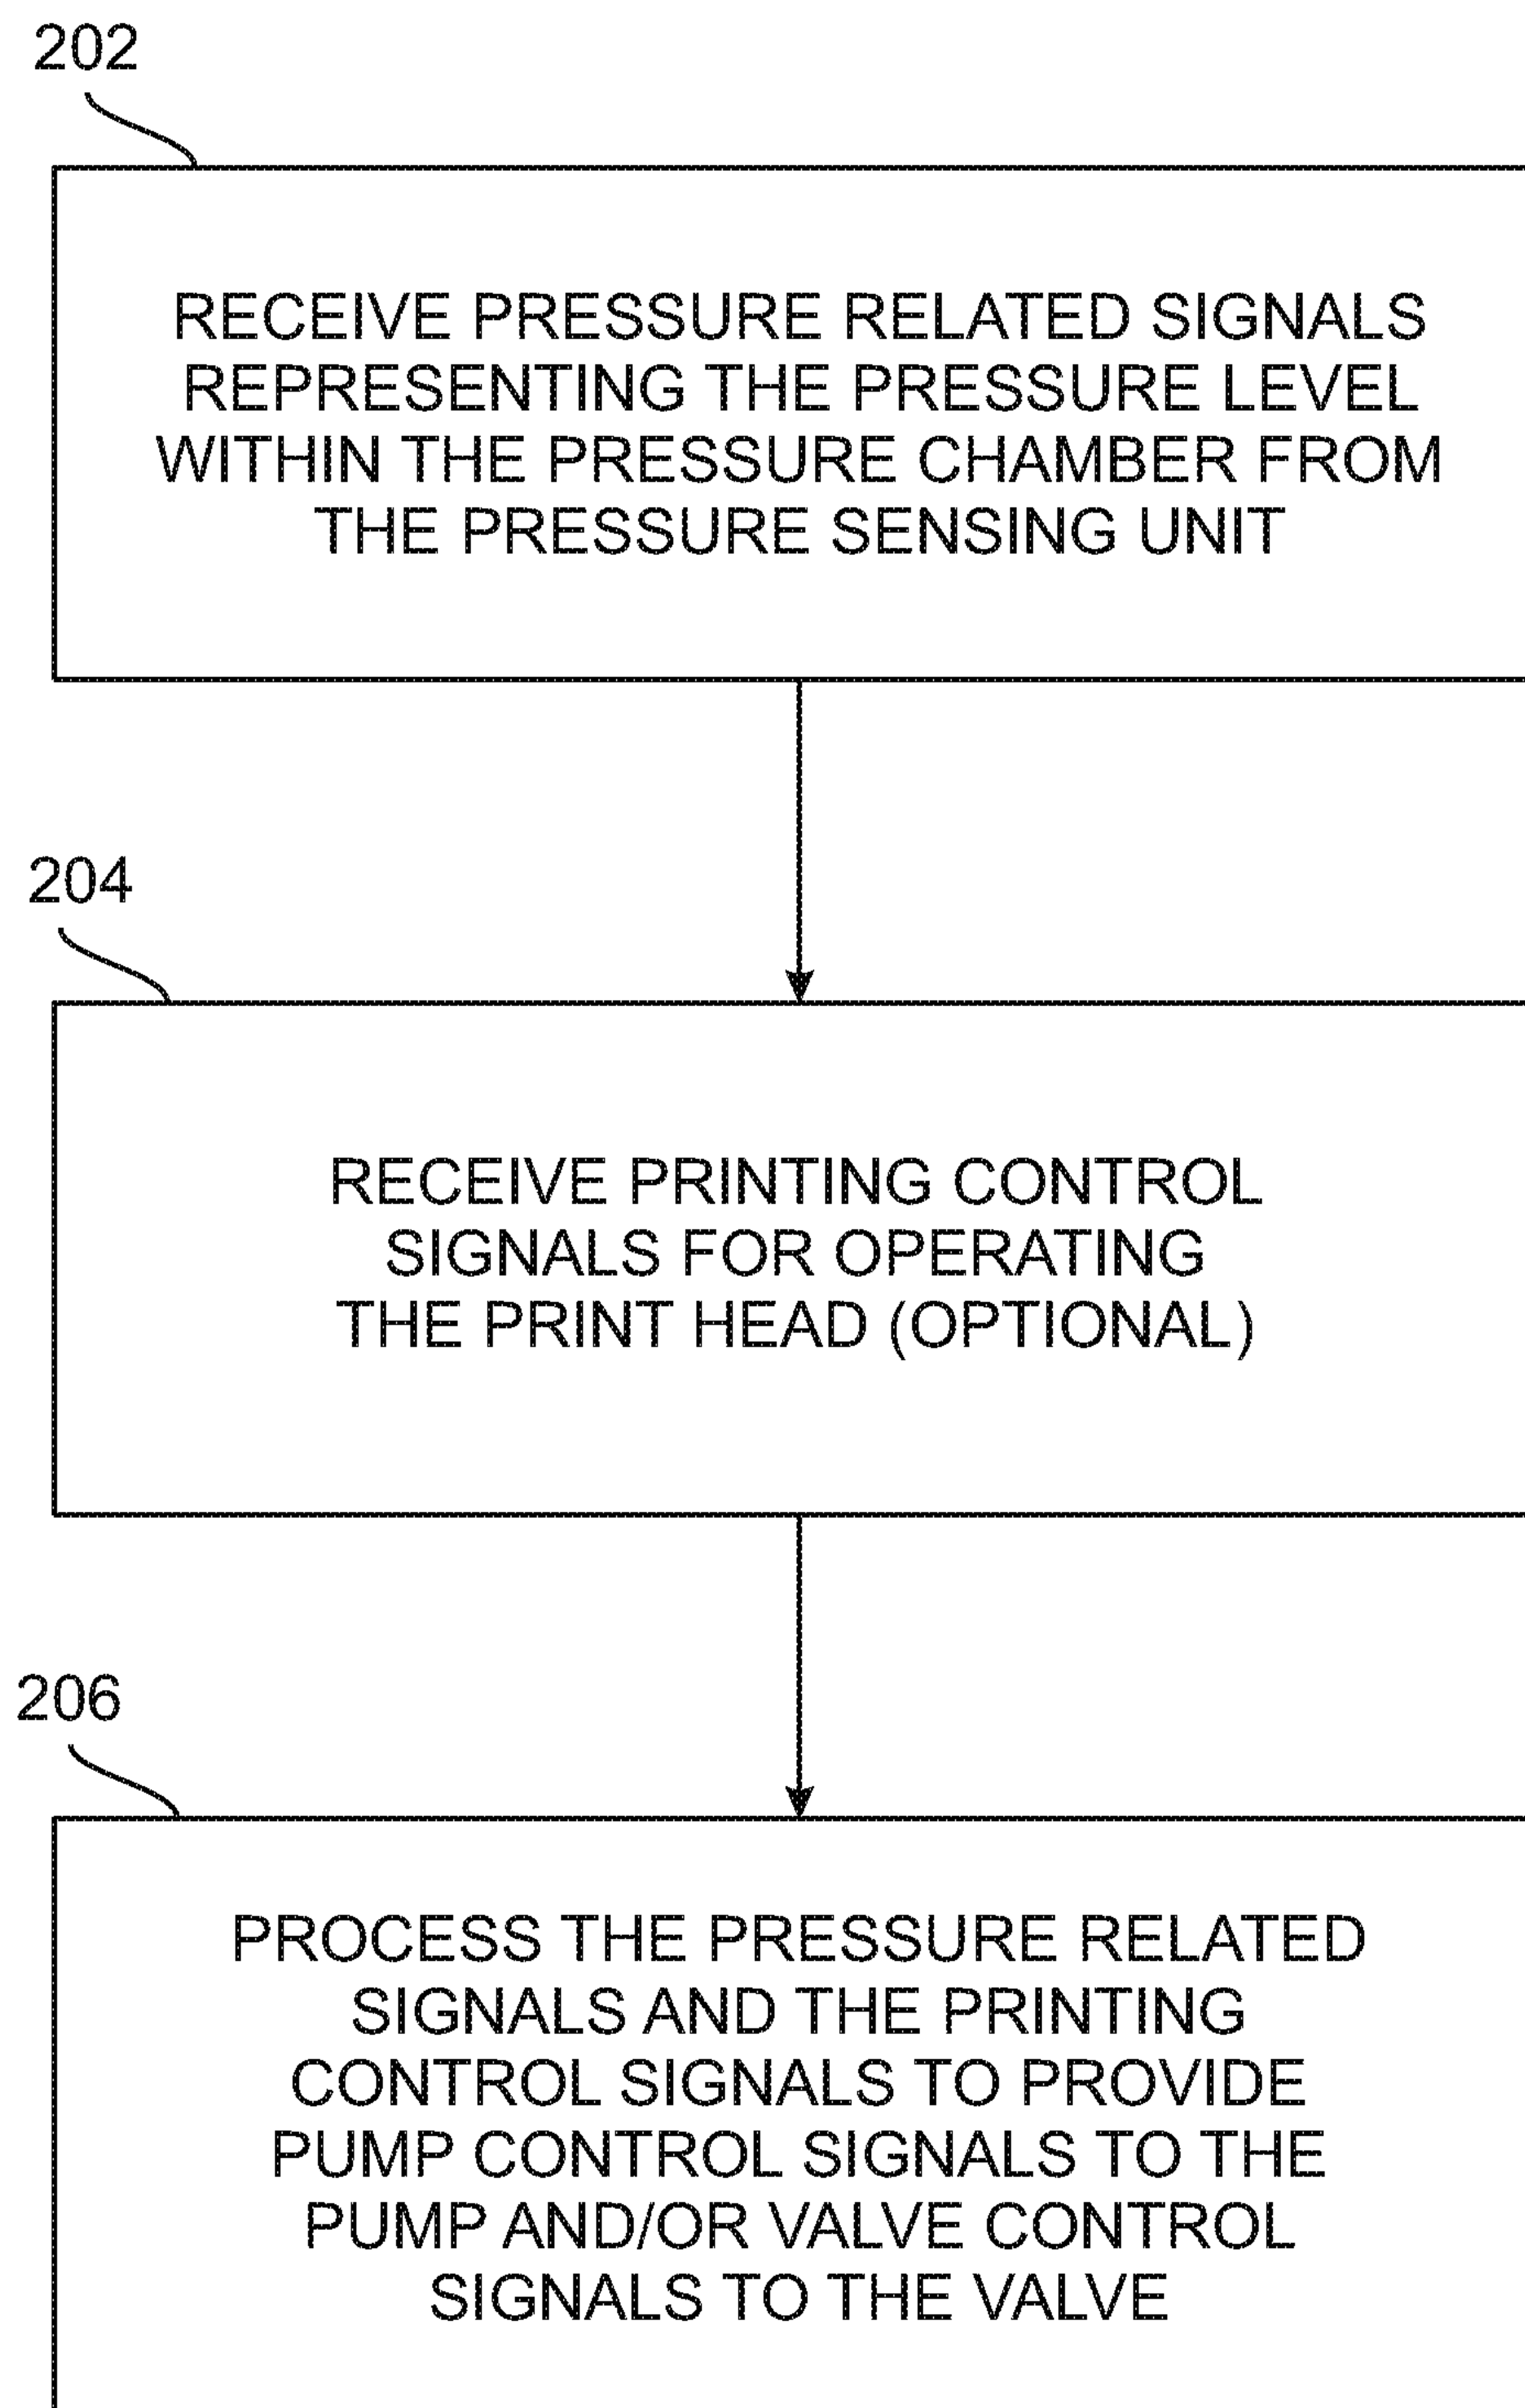 202
RECEIVE PRESSURE RELATED SIGNALS
REPRESENTING THE PRESSURE LEVEL
WITHIN THE PRESSURE CHAMBER FROM
THE PRESSURE SENSING UNIT
204
RECEIVE PRINTING CONTROL
SIGNALS FOR OPERATING
THE PRINT HEAD (OPTIONAL)
206
PROCESS THE PRESSURE RELATED
SIGNALS AND THE PRINTING
CONTROL SIGNALS TO PROVIDE
PUMP CONTROL SIGNALS TO THE
PUMP AND/OR VALVE CONTROL
SIGNALS TO THE VALVE